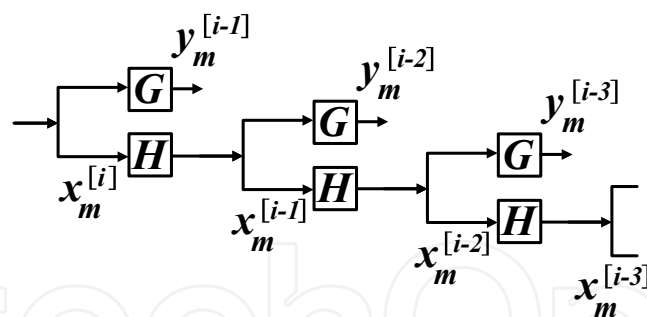 y_m^[i-1]
G
y_m^[i-2]
H
G
y_m^[i-3]
x_m^[i]
H
G
x_m^[i-1]
H
x_m^[i-2]
x_m^[i-3]